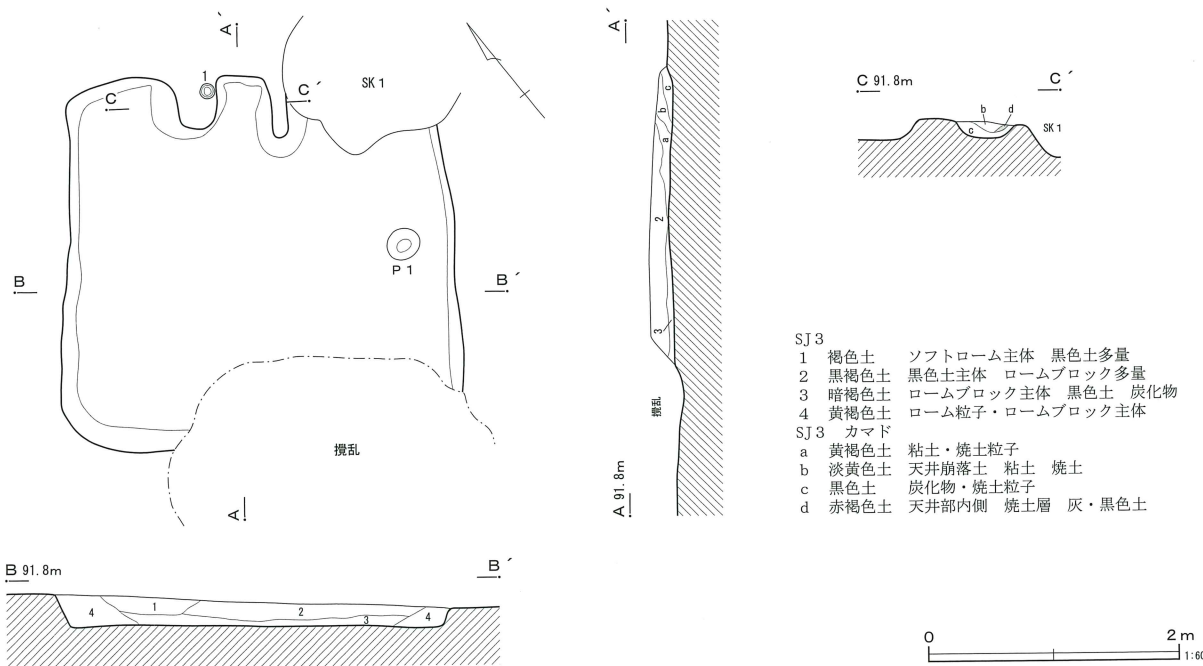 A´
1
SK 1
C
C´
P 1
B
B´
攪乱
A
B 91.8m
B´
1
4
2
3
4
A´
c
b
a
2
3
攪乱
A 91.8m
C 91.8m
C´
b
d
c
SK 1
SJ 3
1 褐色土 ソフトローム主体 黒色土多量
2 黒褐色土 黒色土主体 ロームブロック多量
3 暗褐色土 ロームブロック主体 黒色土 炭化物
4 黄褐色土 ローム粒子・ロームブロック主体
SJ 3 カマド
a 黄褐色土 粘土・焼土粒子
b 淡黄色土 天井崩落土 粘土 焼土
c 黒色土 炭化物・焼土粒子
d 赤褐色土 天井部内側 焼土層 灰・黒色土
0 2 m
1:60